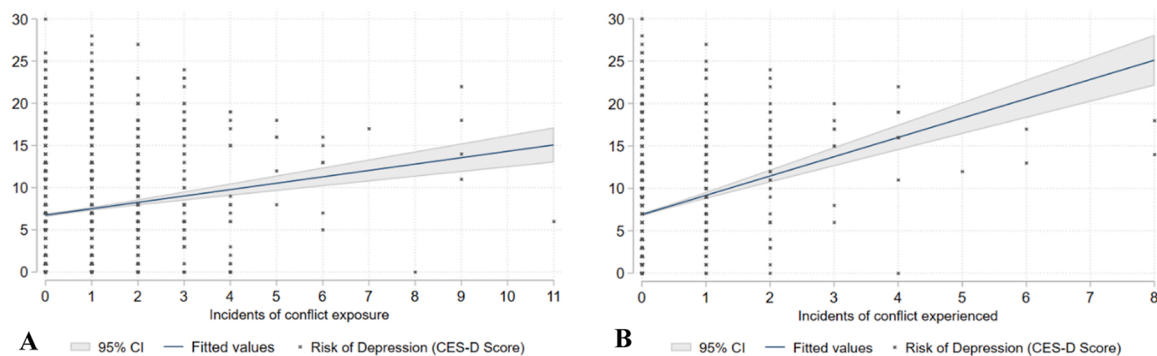 30
25
20
15
10
5
0
0 1 2 3 4 5 6 7 8 9 10 11
Incidents of conflict exposure
A
95% CI Fitted values Risk of Depression (CES-D Score)
30
25
20
15
10
5
0
0 1 2 3 4 5 6 7 8
Incidents of conflict experienced
B
95% CI Fitted values Risk of Depression (CES-D Score)